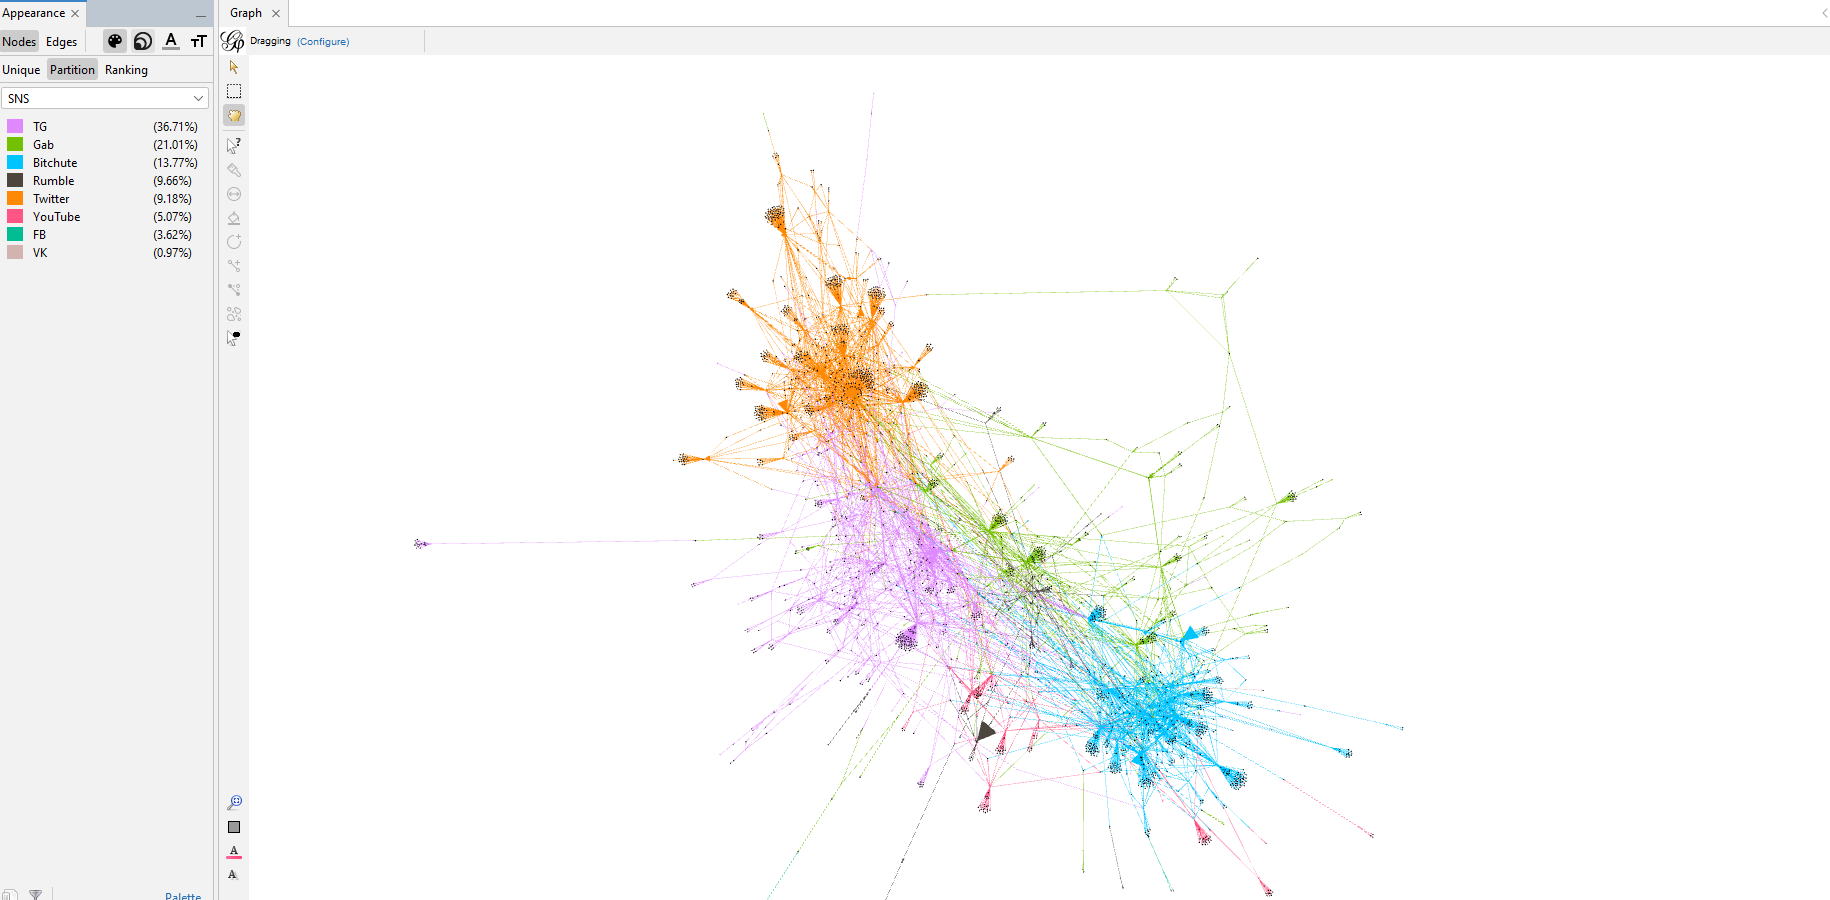 Appearance
Graph
Nodes Edges A TT
Dragging (Configure)
Unique Partition Ranking
SNS
TG (36.71%)
Gab (21.01%)
Bitchute (13.77%)
Rumble (9.66%)
Twitter (9.18%)
YouTube (5.07%)
FB (3.62%)
VK (0.97%)
A
A
Palette